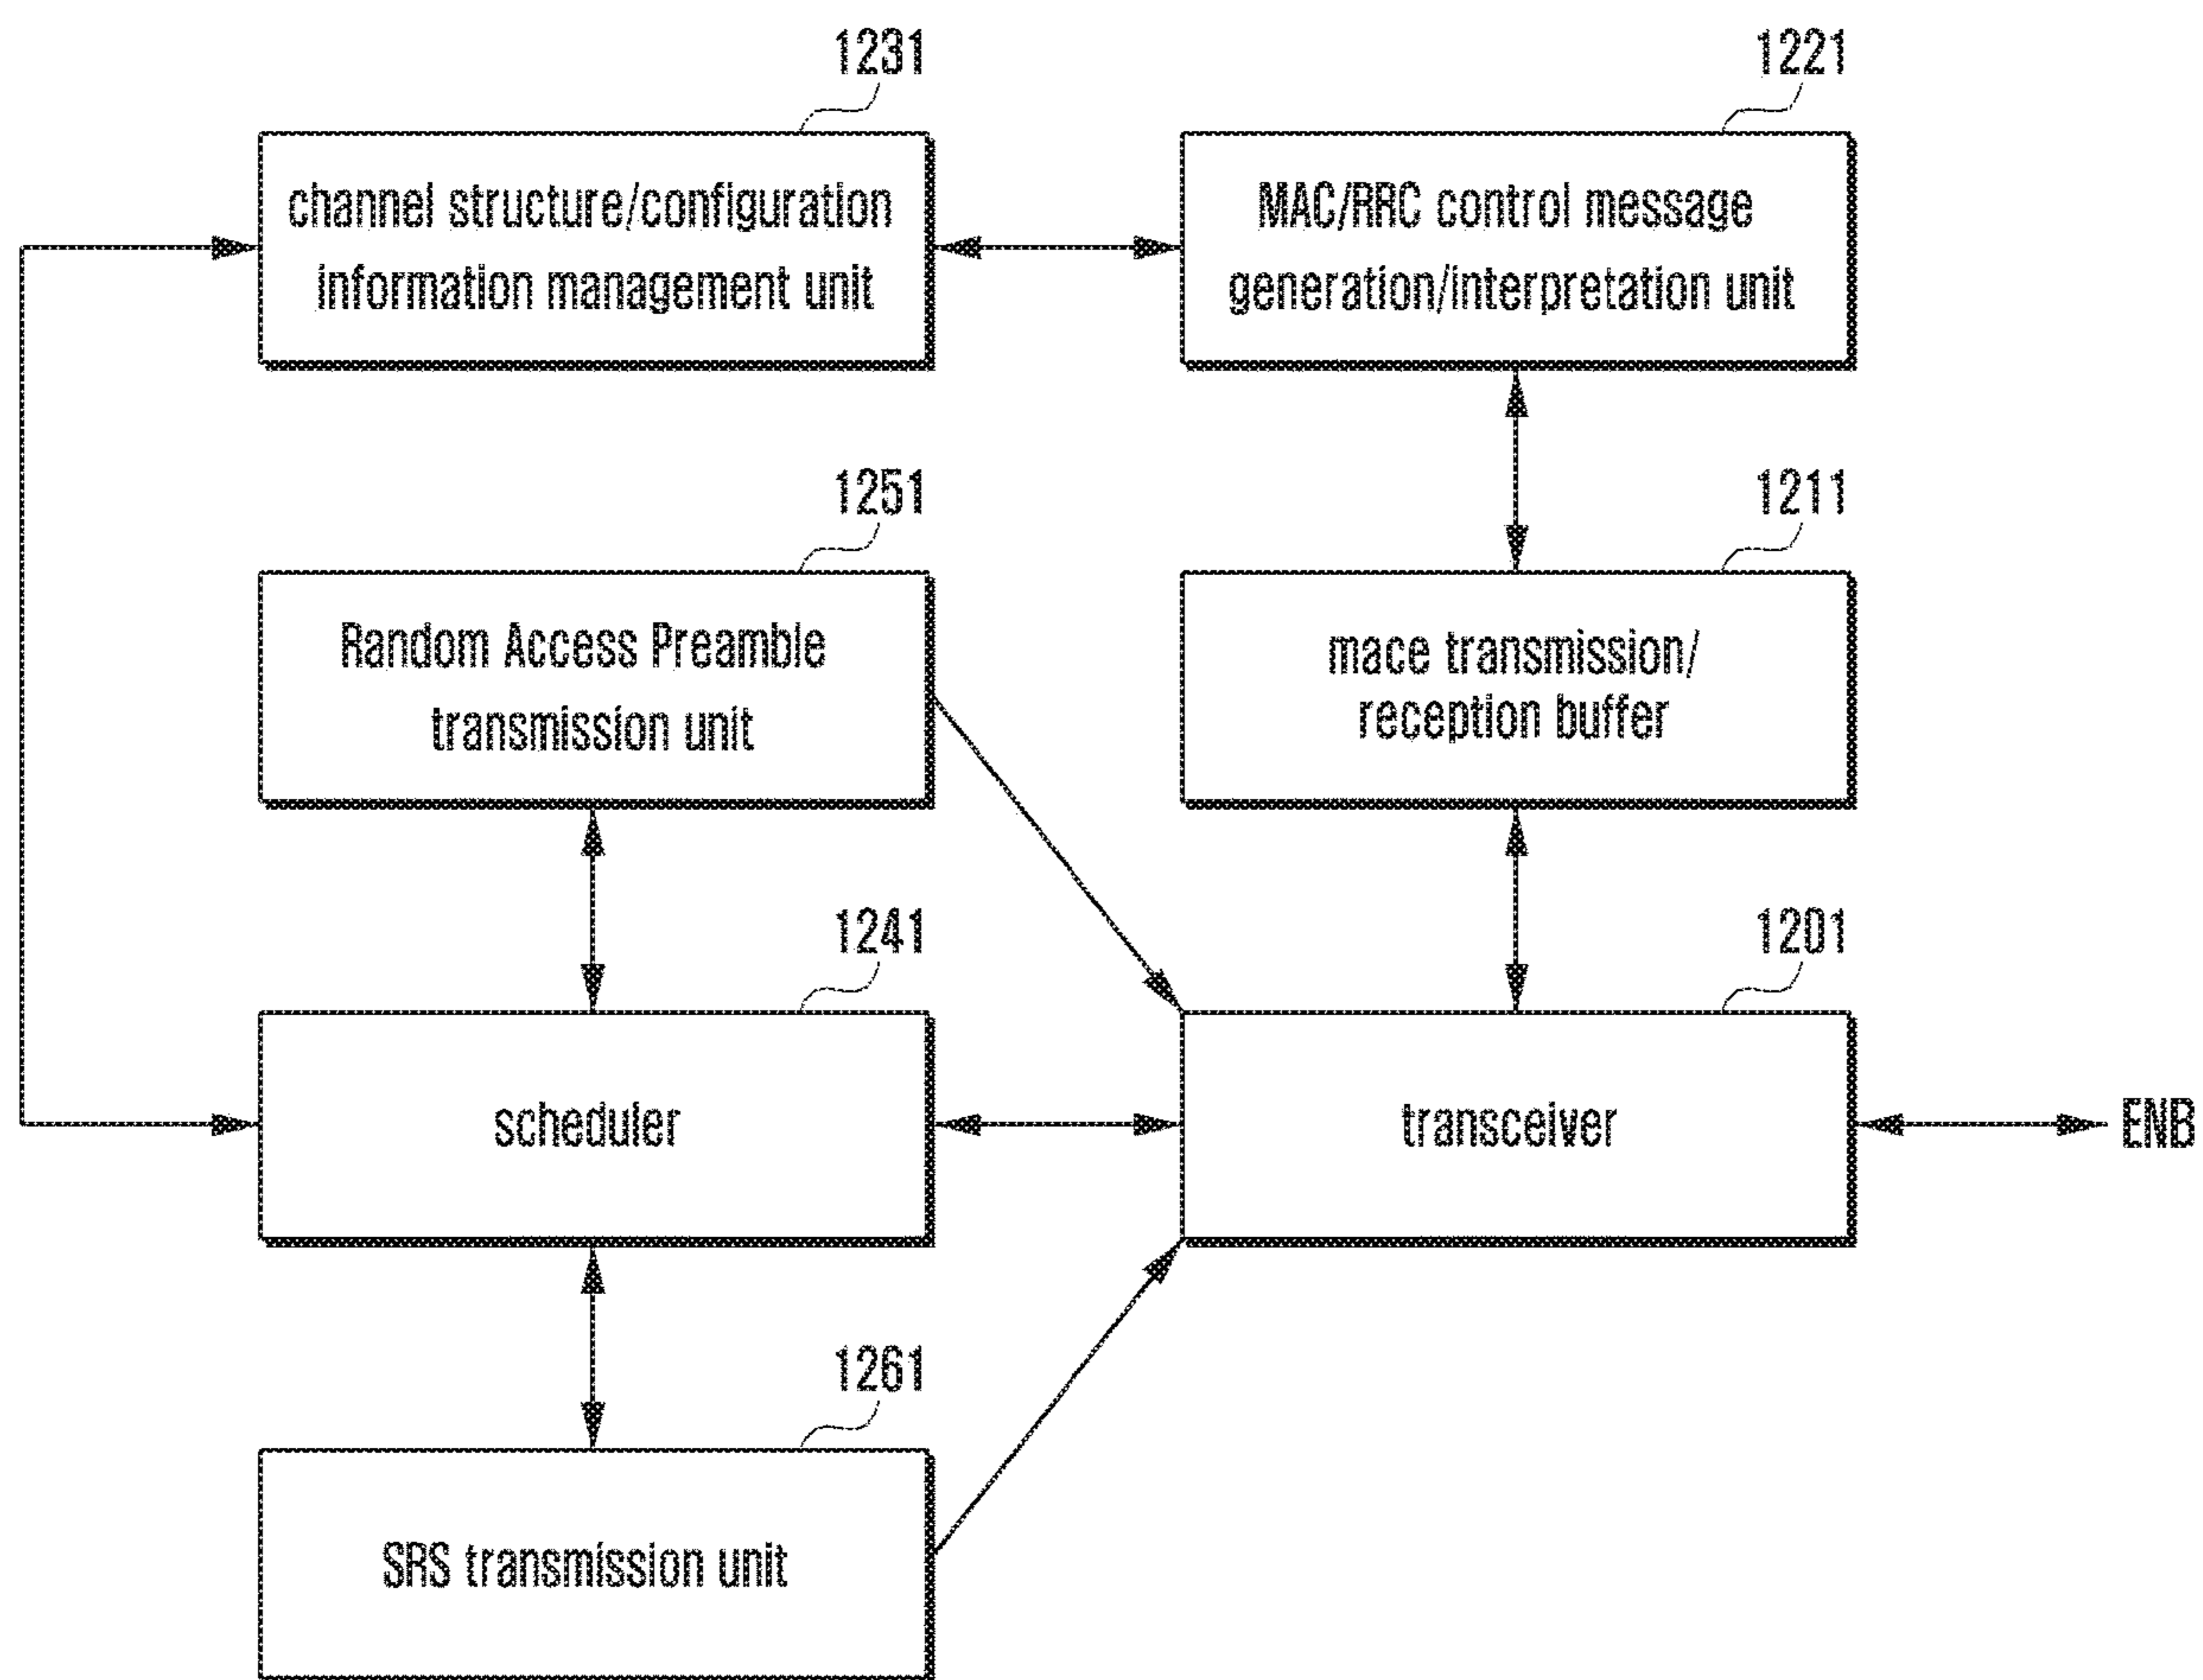 1231
1221
channel structure/configuration
information management unit
MAC/RRC control message
generation/interpretation unit
1251
1211
Random Access Preamble
transmission unit
mace transmission/
reception buffer
1241
1201
scheduler
transceiver
ENB
1261
SRS transmission unit